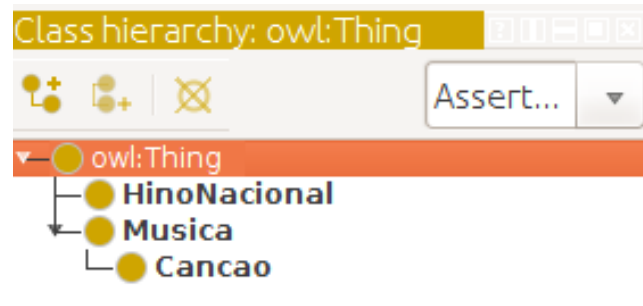 Class hierarchy: owl:Thing
Assert...
owl:Thing
HinoNacional
Musica
Cancao